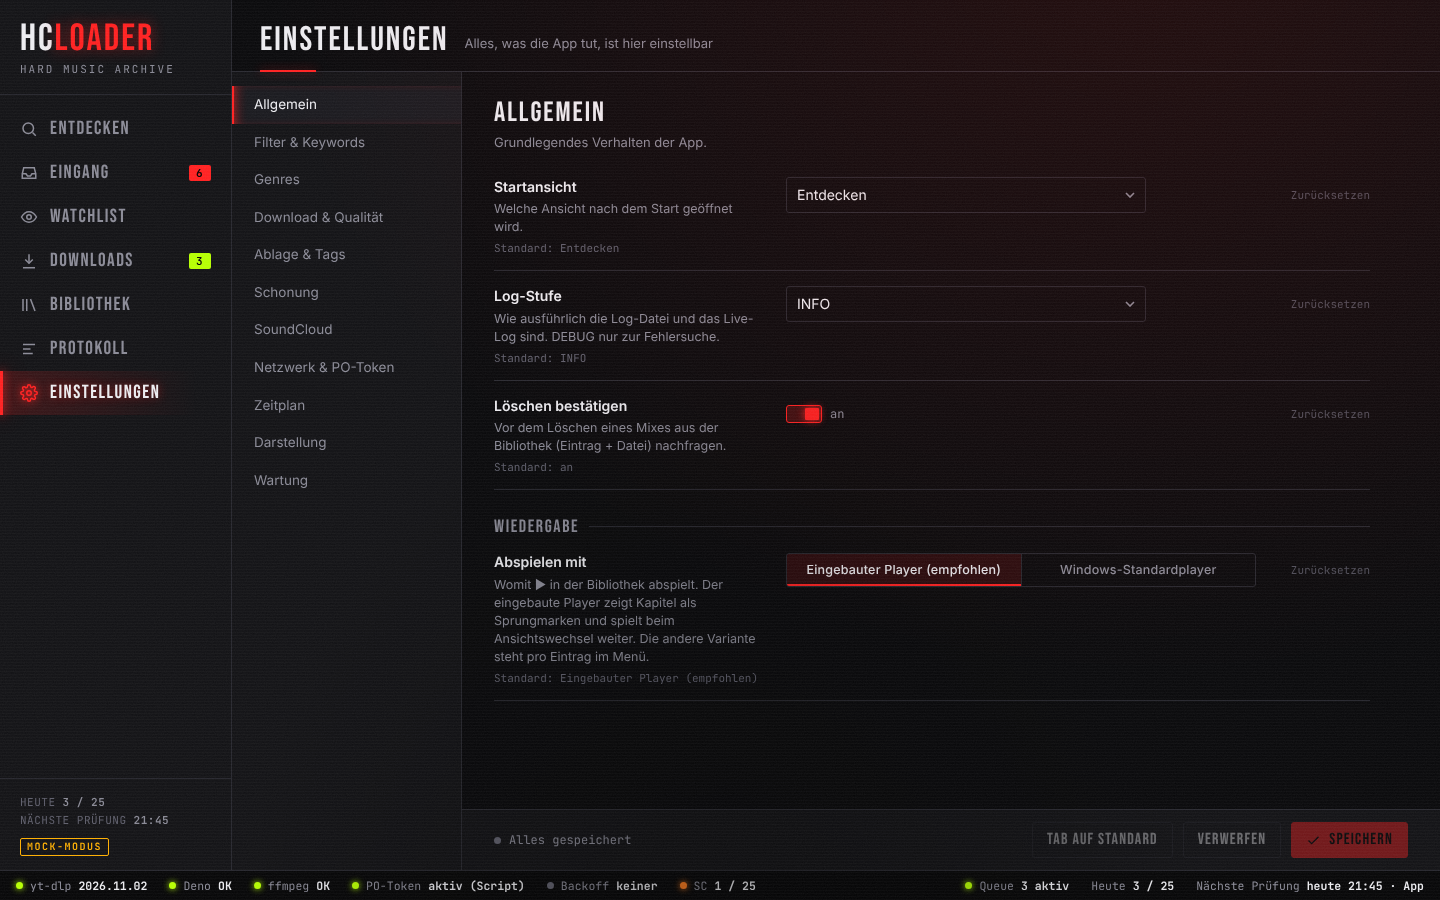 HCLOADER
HARD MUSIC ARCHIVE
ENTDECKEN
EINGANG 6
WATCHLIST
DOWNLOADS 3
BIBLIOTHEK
PROTOKOLL
EINSTELLUNGEN
HEUTE 3 / 25
NÄCHSTE PRÜFUNG 21:45
MOCK-MODUS
EINSTELLUNGEN Alles, was die App tut, ist hier einstellbar
Allgemein
Filter & Keywords
Genres
Download & Qualität
Ablage & Tags
Schonung
SoundCloud
Netzwerk & PO-Token
Zeitplan
Darstellung
Wartung
ALLGEMEIN
Grundlegendes Verhalten der App.
Startansicht
Welche Ansicht nach dem Start geöffnet
wird.
Standard: Entdecken
Entdecken
Zurücksetzen
Log-Stufe
Wie ausführlich die Log-Datei und das Live-
Log sind. DEBUG nur zur Fehlersuche.
Standard: INFO
INFO
Zurücksetzen
Löschen bestätigen
Vor dem Löschen eines Mixes aus der
Bibliothek (Eintrag + Datei) nachfragen.
Standard: an
an
Zurücksetzen
WIEDERGABE
Abspielen mit
Womit ▶ in der Bibliothek abspielt. Der
eingebaute Player zeigt Kapitel als
Sprungmarken und spielt beim
Ansichtswechsel weiter. Die andere Variante
steht pro Eintrag im Menü.
Standard: Eingebauter Player (empfohlen)
Eingebauter Player (empfohlen)
Windows-Standardplayer
Zurücksetzen
Alles gespeichert
TAB AUF STANDARD
VERWERFEN
SPEICHERN
yt-dlp 2026.11.02 Deno OK ffmpeg OK PO-Token aktiv (Script) Backoff keiner SC 1 / 25 Queue 3 aktiv Heute 3 / 25 Nächste Prüfung heute 21:45 · App